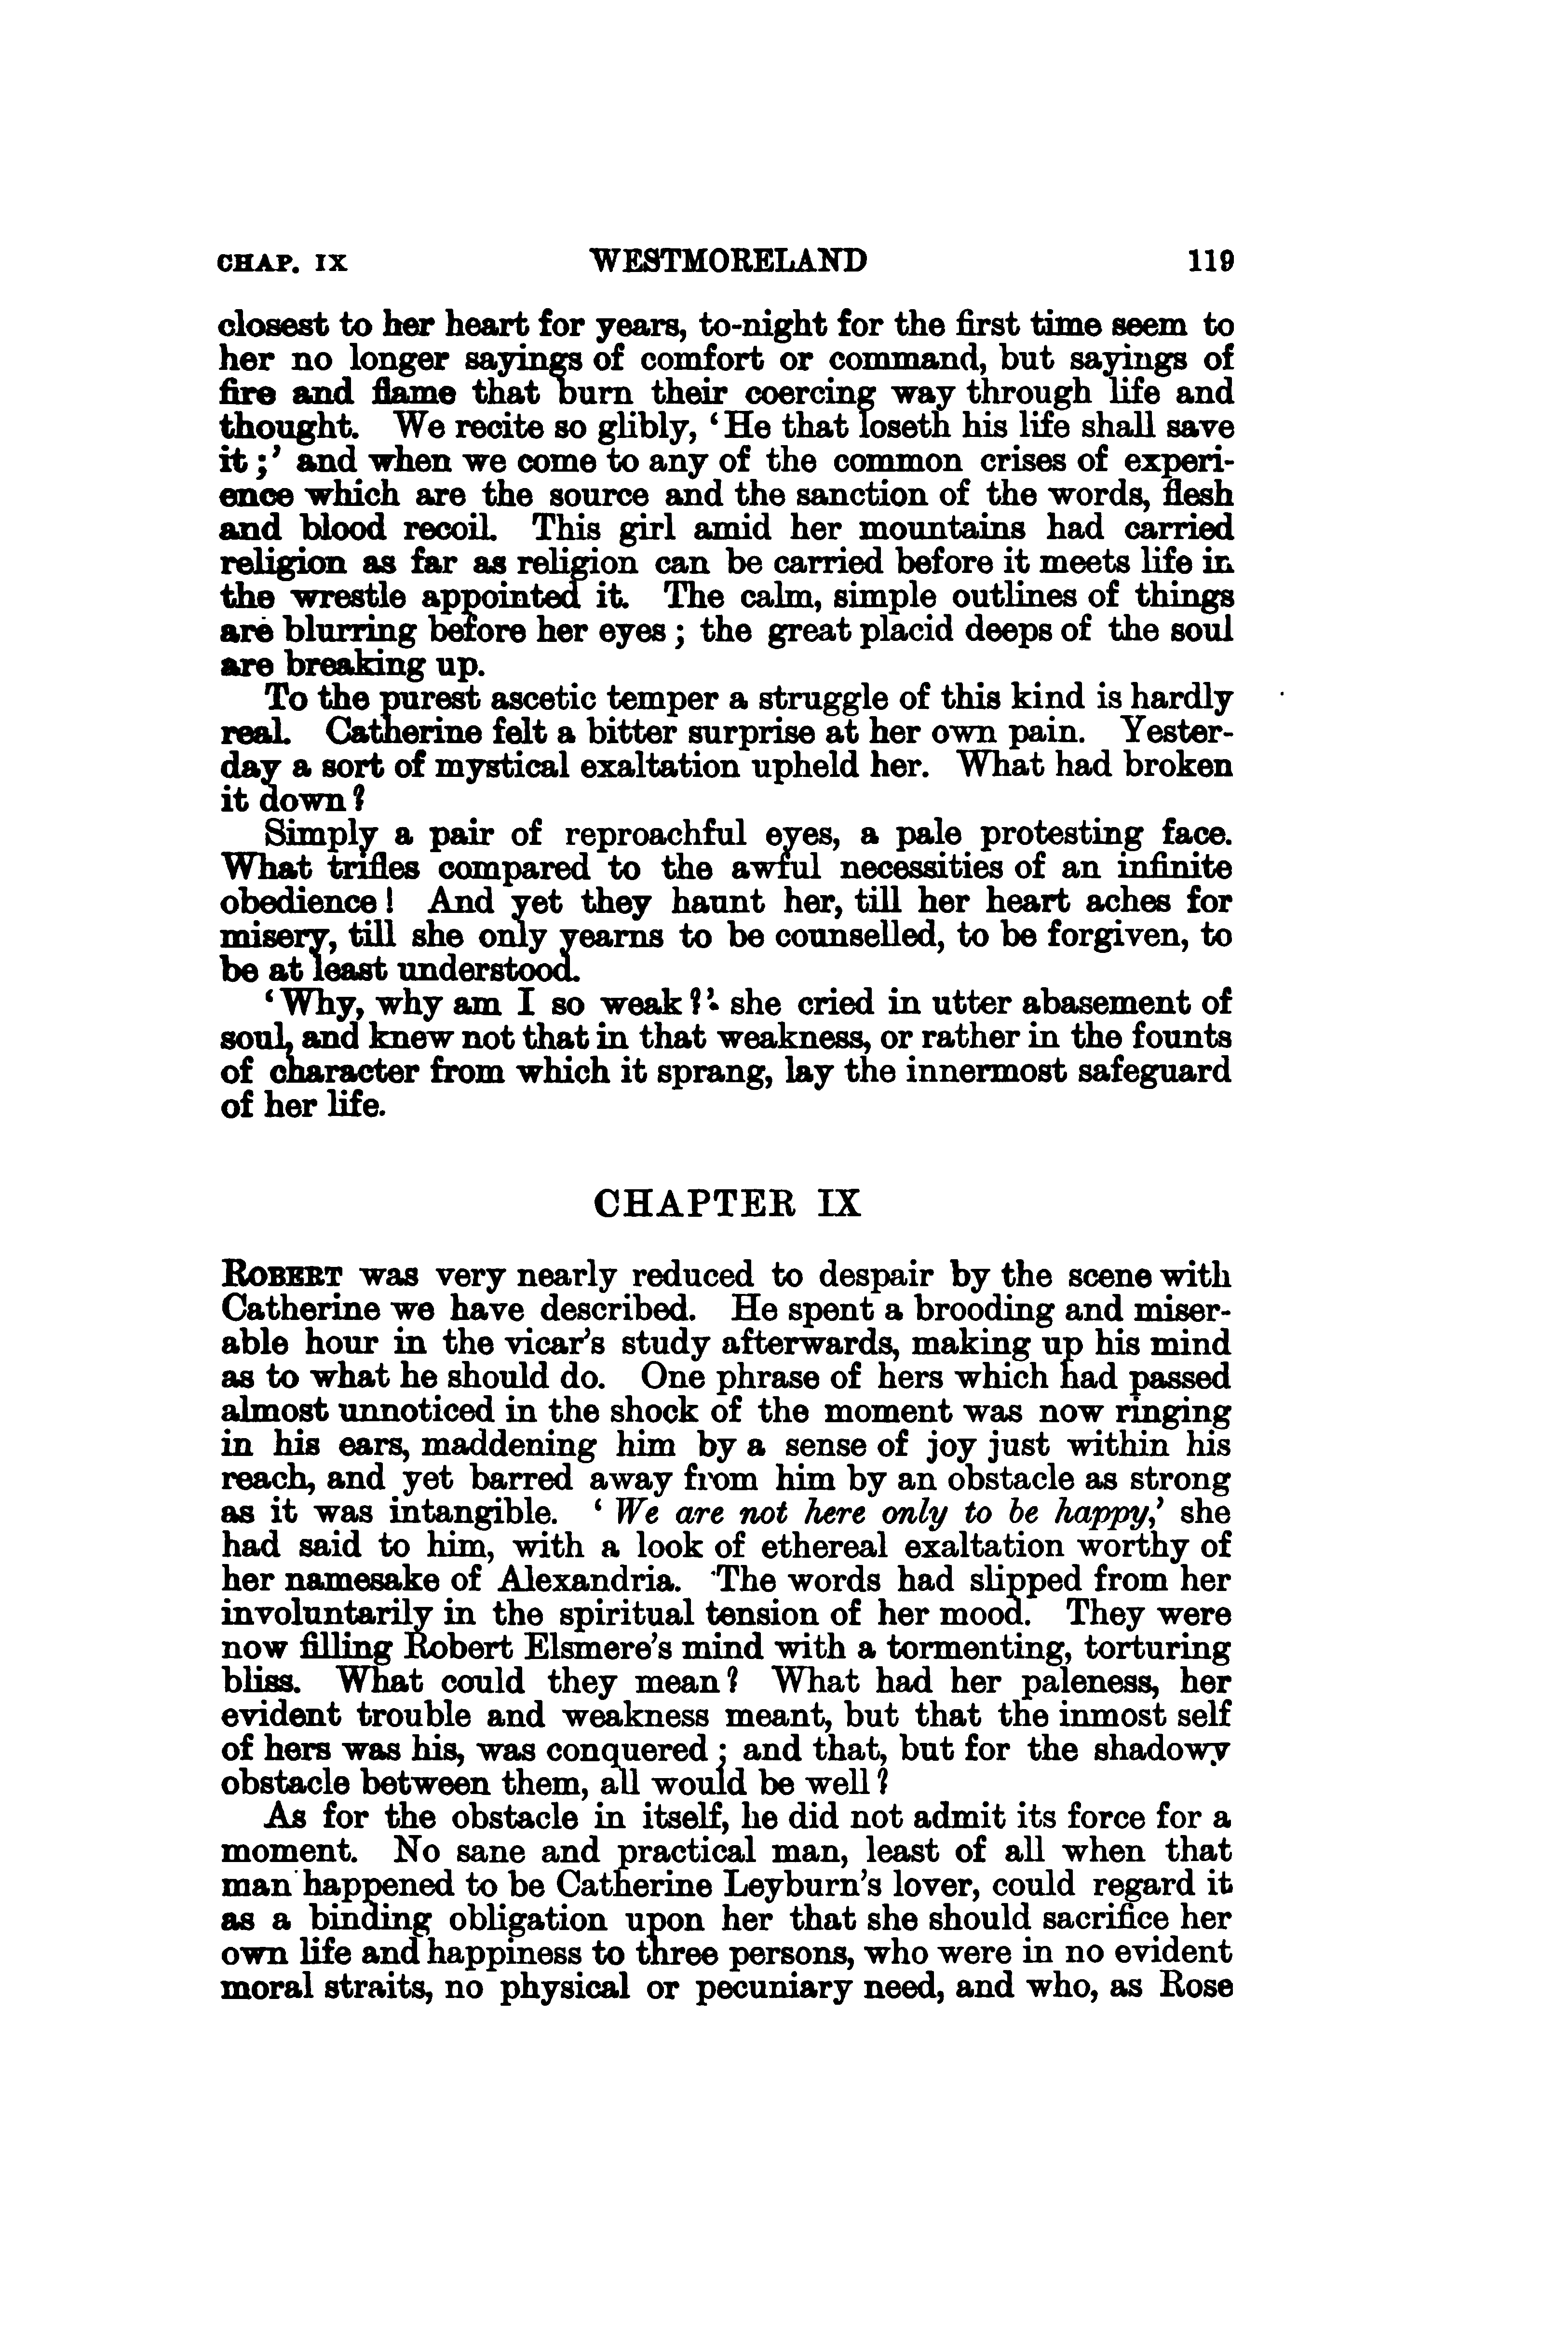 CHAP. IX WESTMORELAND 119
closest to her heart for years, to-night for the first time seem to
her no longer sayings of comfort or command, but sayings of
fire and flame that burn their coercing way through life and
thought. We recite so glibly, ‘He that loseth his life shall save
it;’ and when we come to any of the common crises of experi-
ence which are the source and the sanction of the words, flesh
and blood recoil. This girl amid her mountains had carried
religion as far as religion can be carried before it meets life in
the wrestle appointed it. The calm, simple outlines of things
are blurring before her eyes; the great placid deeps of the soul
are breaking up.
To the purest ascetic temper a struggle of this kind is hardly
real. Catherine felt a bitter surprise at her own pain. Yester-
day a sort of mystical exaltation upheld her. What had broken
it down?
Simply a pair of reproachful eyes, a pale protesting face.
What trifles compared to the awful necessities of an infinite
obedience! And yet they haunt her, till her heart aches for
misery, till she only yearns to be counselled, to be forgiven, to
be at least understood.
‘Why, why am I so weak?’ she cried in utter abasement of
soul, and knew not that in that weakness, or rather in the founts
of character from which it sprang, lay the innermost safeguard
of her life.
CHAPTER IX
ROBERT was very nearly reduced to despair by the scene with
Catherine we have described. He spent a brooding and miser-
able hour in the vicar’s study afterwards, making up his mind
as to what he should do. One phrase of hers which had passed
almost unnoticed in the shock of the moment was now ringing
in his ears, maddening him by a sense of joy just within his
reach, and yet barred away from him by an obstacle as strong
as it was intangible. ‘We are not here only to be happy,’ she
had said to him, with a look of ethereal exaltation worthy of
her namesake of Alexandria. The words had slipped from her
involuntarily in the spiritual tension of her mood. They were
now filling Robert Elsmere’s mind with a tormenting, torturing
bliss. What could they mean? What had her paleness, her
evident trouble and weakness meant, but that the inmost self
of hers was his, was conquered; and that, but for the shadowy
obstacle between them, all would be well?
As for the obstacle in itself, he did not admit its force for a
moment. No sane and practical man, least of all when that
man happened to be Catherine Leyburn’s lover, could regard it
as a binding obligation upon her that she should sacrifice her
own life and happiness to three persons, who were in no evident
moral straits, no physical or pecuniary need, and who, as Rose